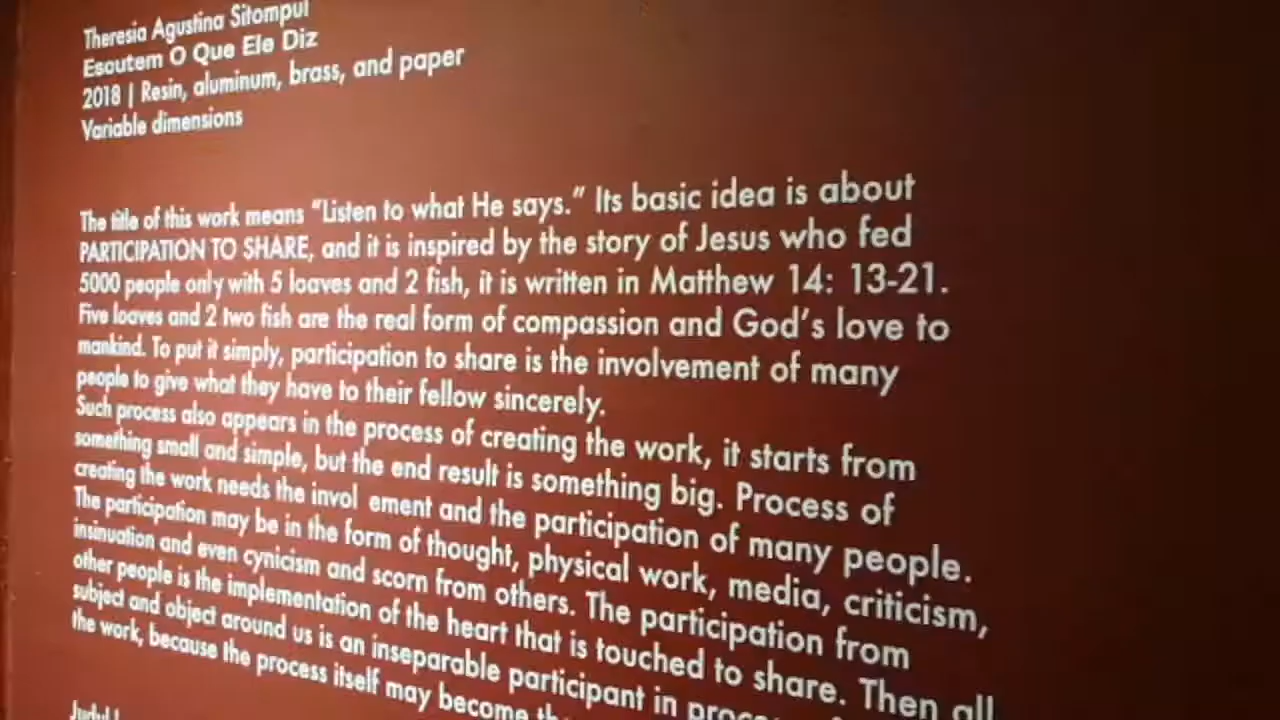 Theresia Agustina Sitompul
Escutem O Que Ele Diz
2018 | Resin, aluminum, brass, and paper
Variable dimensions
The title of this work means “Listen to what He says.” Its basic idea is about
PARTICIPATION TO SHARE, and it is inspired by the story of Jesus who fed
5000 people only with 5 loaves and 2 fish, it is written in Matthew 14: 13-21.
Five loaves and 2 two fish are the real form of compassion and God's love to
mankind. To put it simply, participation to share is the involvement of many
people to give what they have to their fellow sincerely.
Such process also appears in the process of creating the work, it starts from
something small and simple, but the end result is something big. Process of
creating the work needs the invol ement and the participation of many people.
The participation may be in the form of thought, physical work, media, criticism,
insinuation and even cynicism and scorn from others. The participation from
other people is the implementation of the heart that is touched to share. Then all
subject and object around us is an inseparable participant in process
the work, because the process itself may become